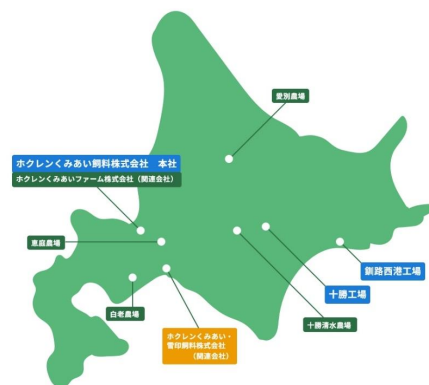 愛別農場
ホクレンくみあい飼料株式会社　本社
ホクレンくみあいファーム株式会社（関連会社）
恵庭農場
釧路西港工場
十勝工場
白老農場
十勝清水農場
ホクレンくみあい・
雪印飼料株式会社
（関連会社）